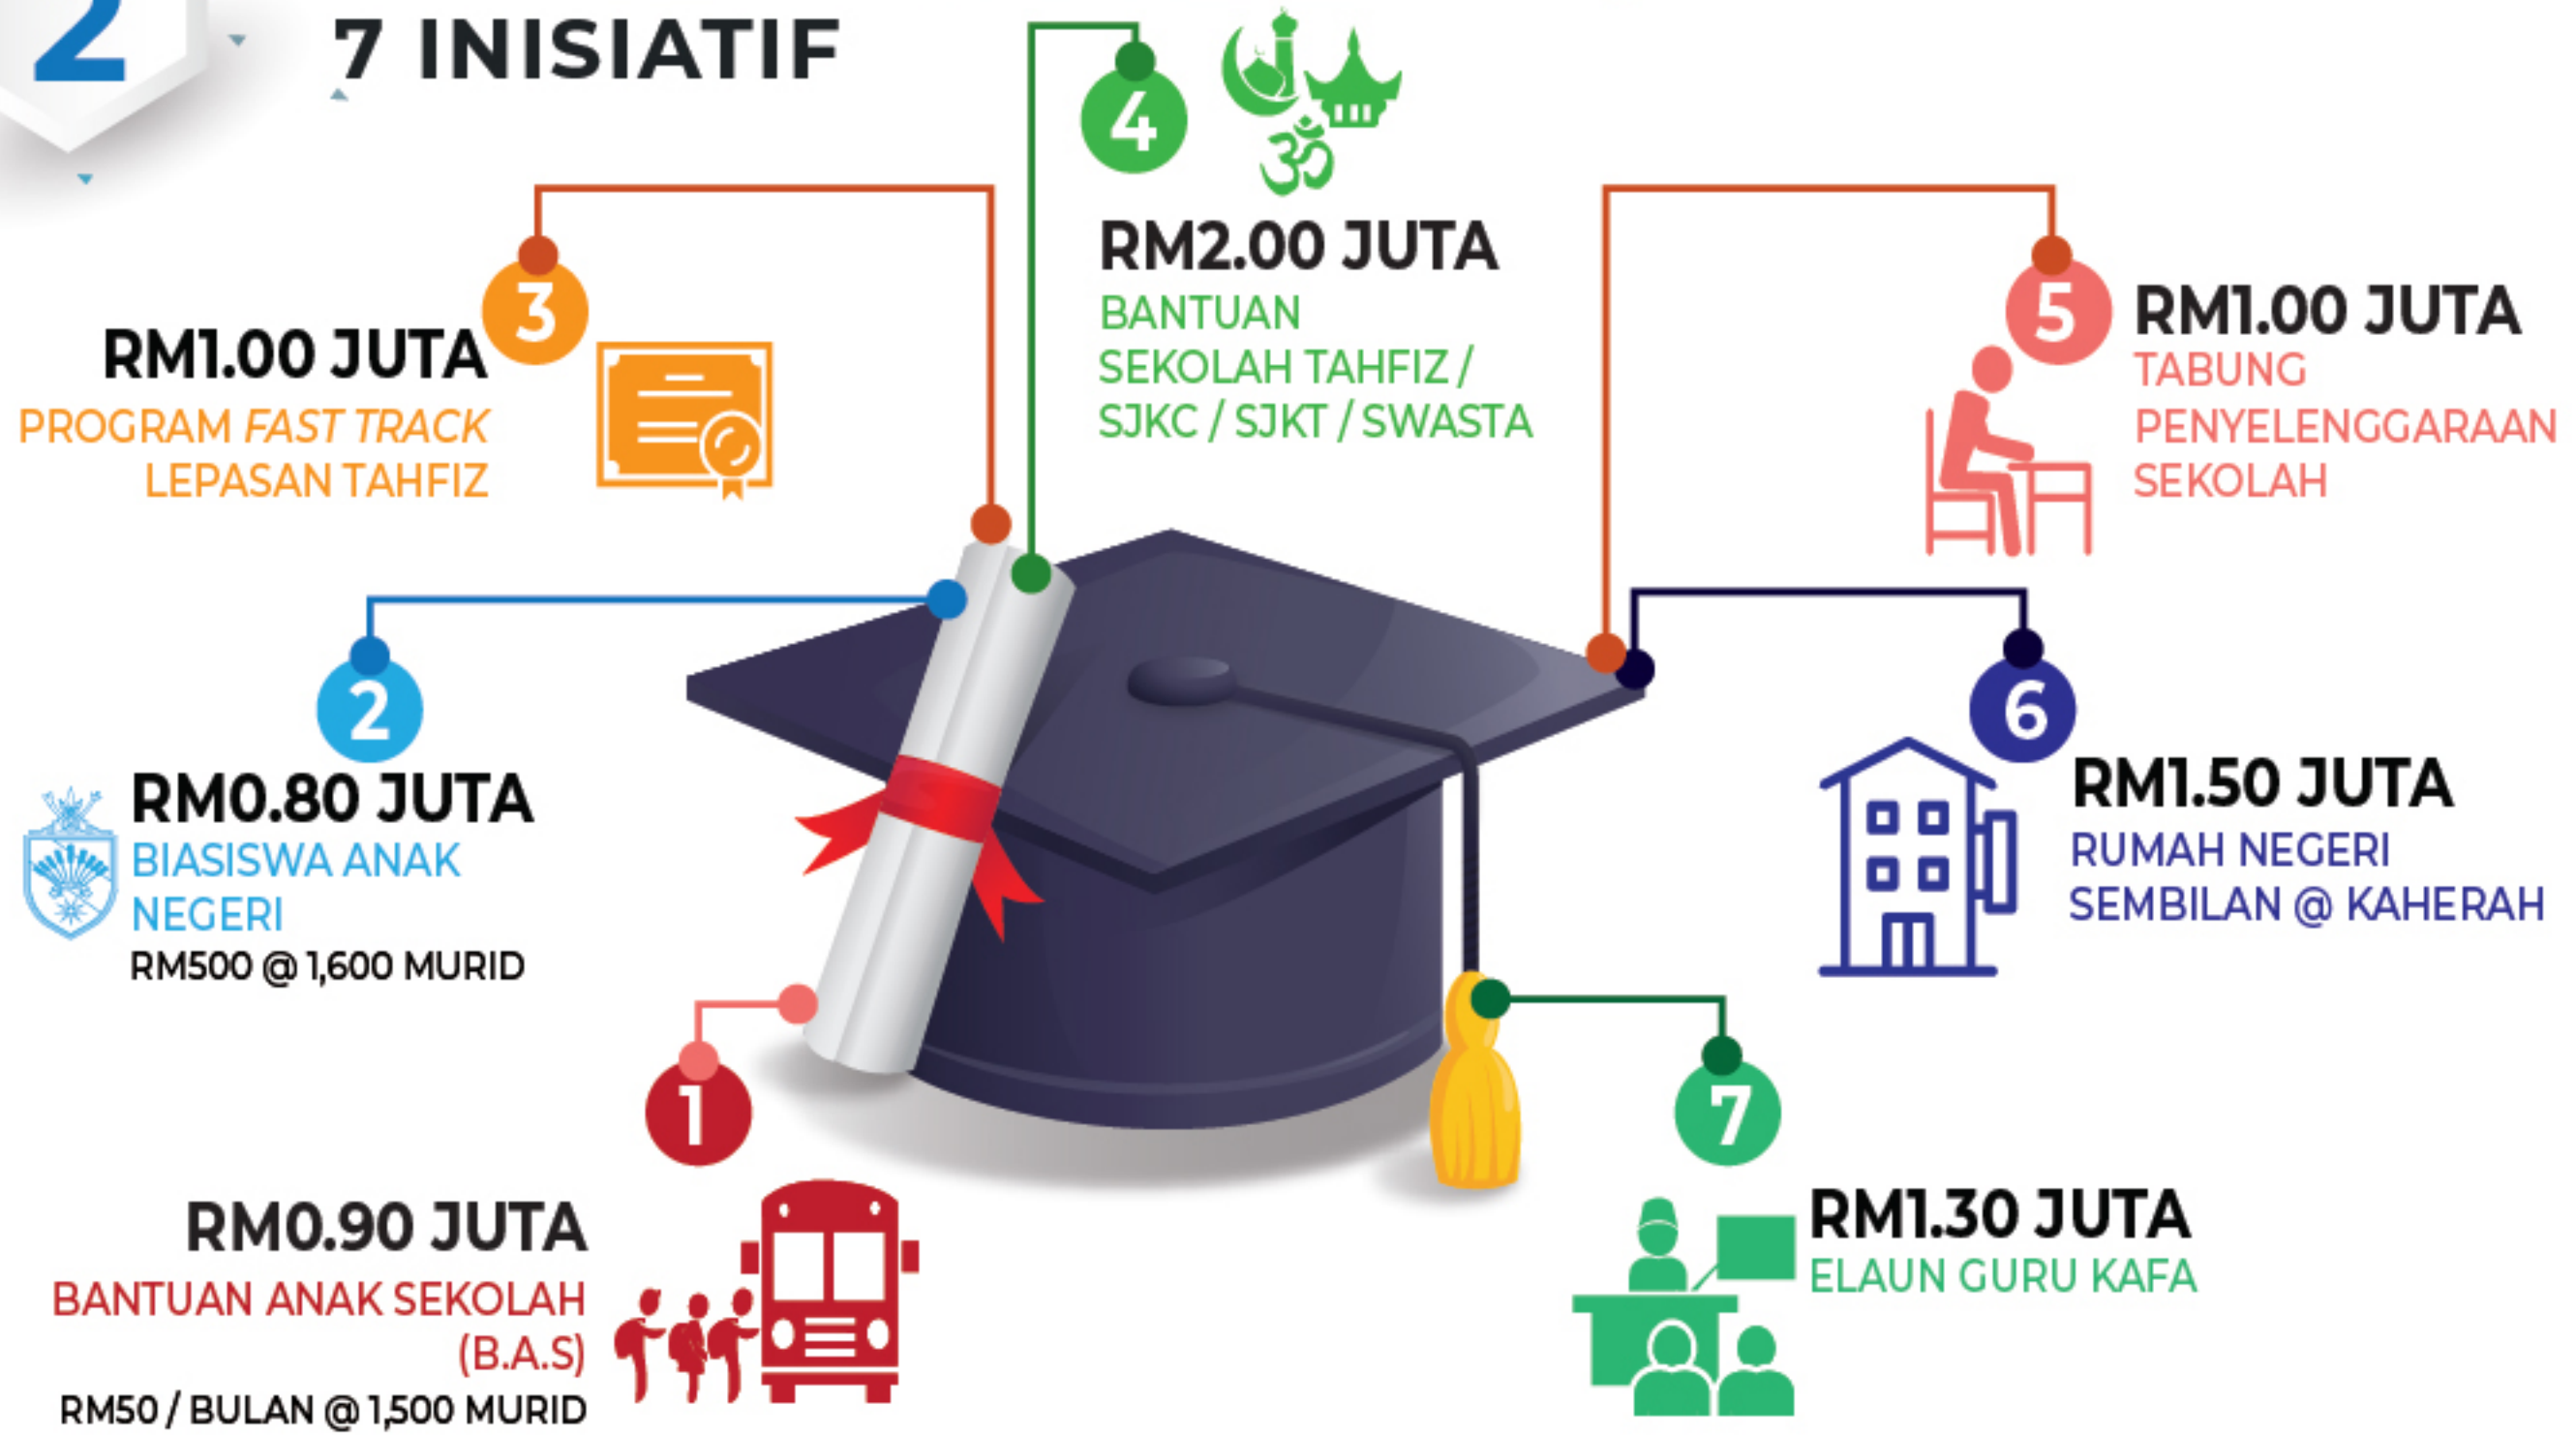 2
7 INISIATIF
1
RM0.90 JUTA
BANTUAN ANAK SEKOLAH
(B.A.S)
RM50 / BULAN @ 1,500 MURID
2
RM0.80 JUTA
BIASISWA ANAK
NEGERI
RM500 @ 1,600 MURID
3
RM1.00 JUTA
PROGRAM FAST TRACK
LEPASAN TAHFIZ
4
ॐ
RM2.00 JUTA
BANTUAN
SEKOLAH TAHFIZ /
SJKC / SJKT / SWASTA
5
RM1.00 JUTA
TABUNG
PENYELENGGARAAN
SEKOLAH
6
RM1.50 JUTA
RUMAH NEGERI
SEMBILAN @ KAHERAH
7
RM1.30 JUTA
ELAUN GURU KAFA